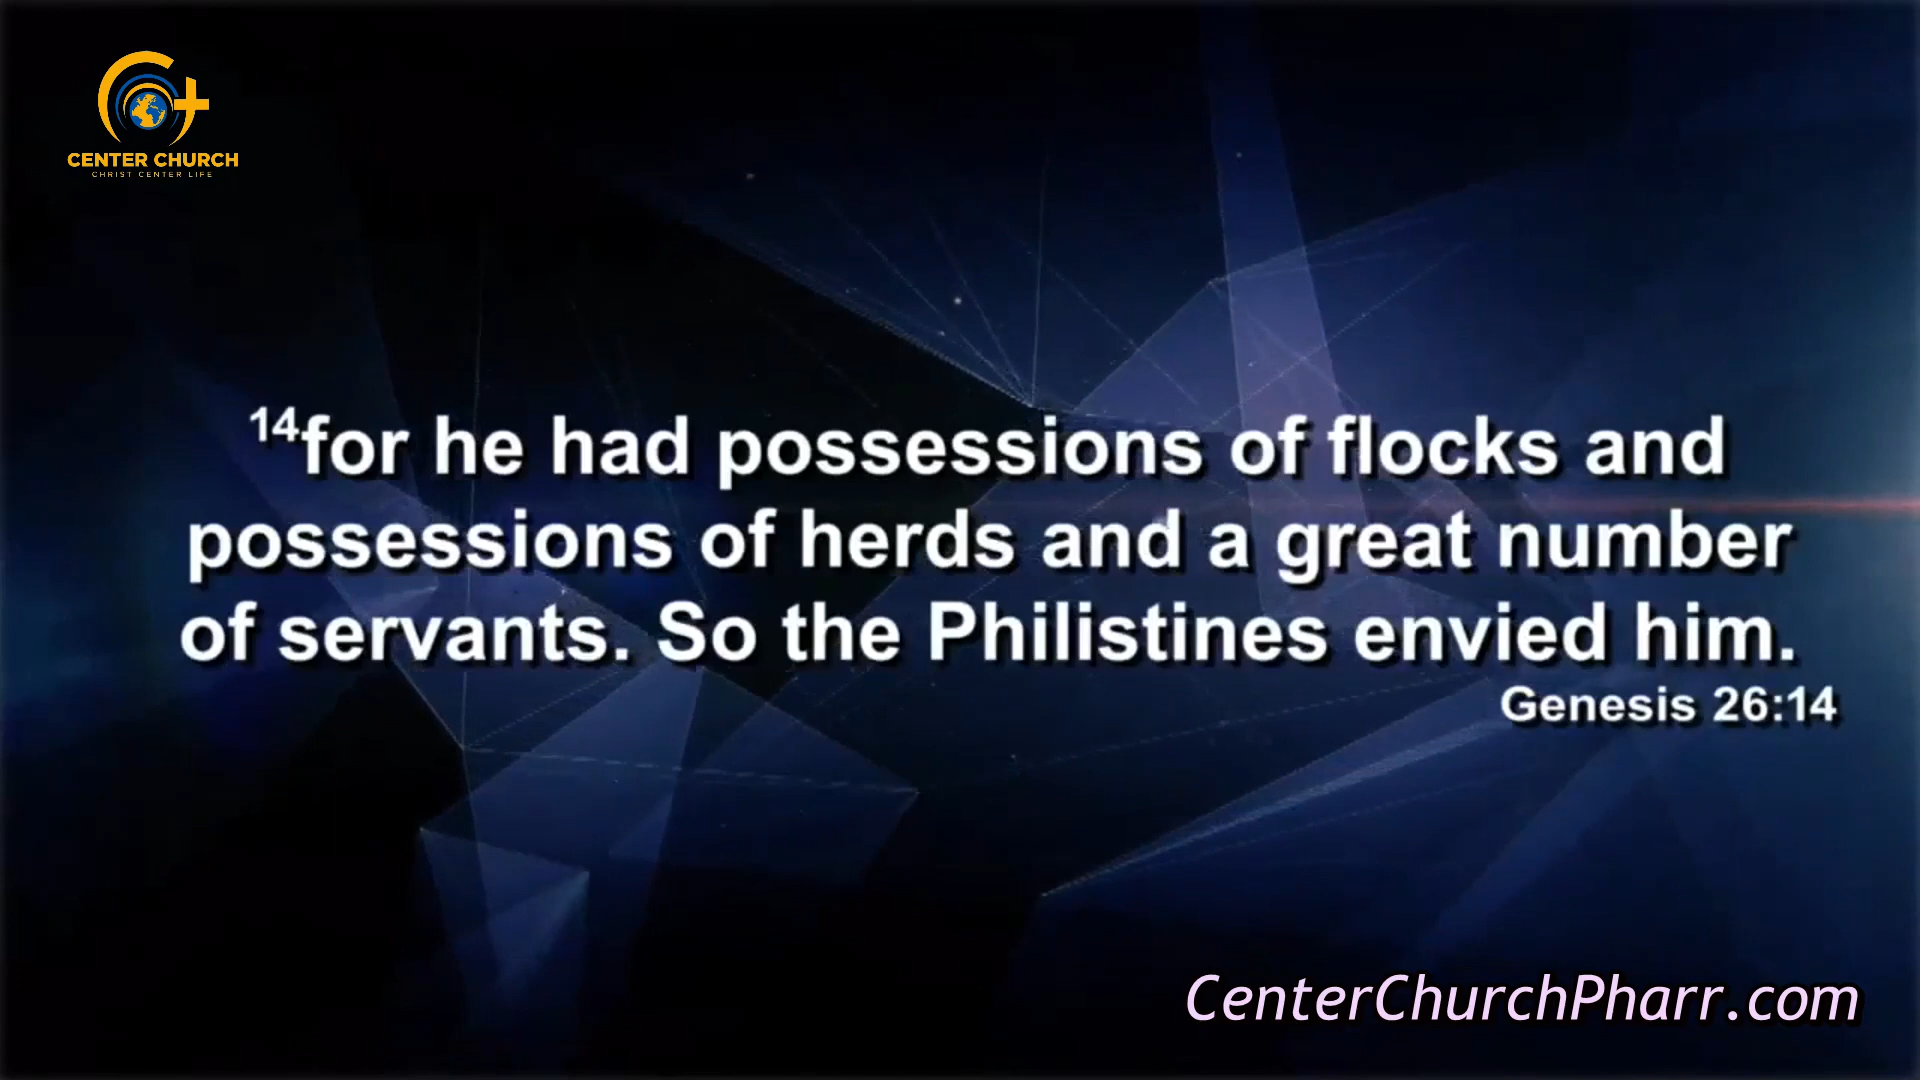 CENTER CHURCH
CHRIST CENTER LIFE
14for he had possessions of flocks and
possessions of herds and a great number
of servants. So the Philistines envied him.
Genesis 26:14
CenterChurchPharr.com